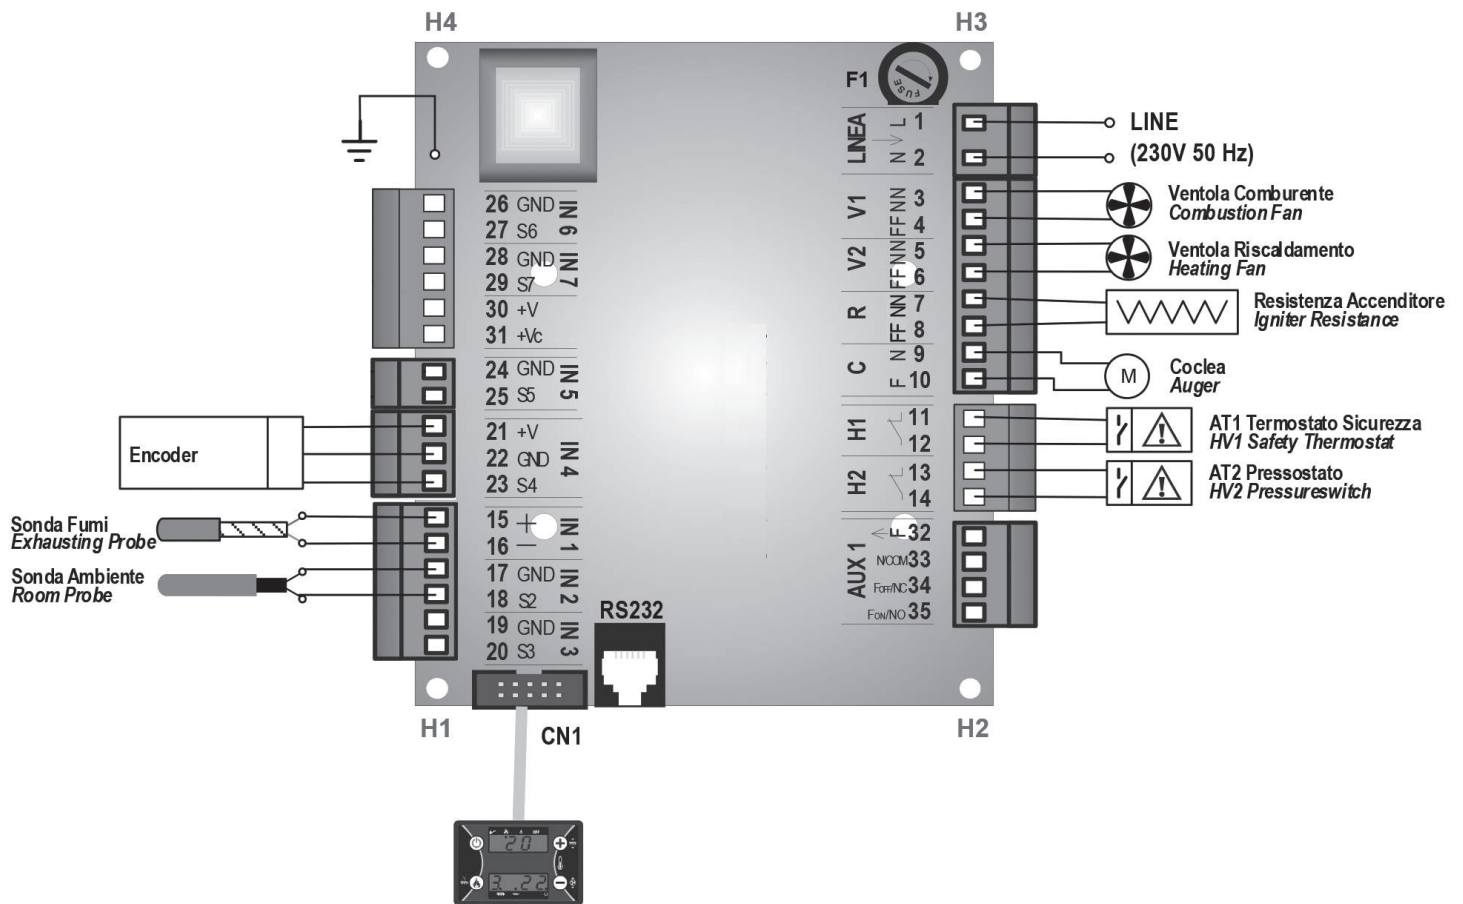 H4
H3
F1
FUSE
LINEA
L 1
N 2
LINE
(230V 50 Hz)
V1
NN 3
FF 4
Ventola Comburente
Combustion Fan
V2
NN 5
FF 6
Ventola Riscaldamento
Heating Fan
R
NN 7
FF 8
Resistenza Accenditore
Igniter Resistance
C
N 9
F 10
M
Coclea
Auger
H1
11
12
AT1 Termostato Sicurezza
HV1 Safety Thermostat
H2
13
14
AT2 Pressostato
HV2 Pressureswitch
AUX 1
F 32
N/COM 33
FOFF/NC 34
FON/NO 35
26 GND
27 S6
IN 6
28 GND
29 S7
IN 7
30 +V
31 +Vc
24 GND
25 S5
IN 5
21 +V
22 GND
23 S4
IN 4
Encoder
15 +
16 −
IN 1
Sonda Fumi
Exhausting Probe
17 GND
18 S2
IN 2
Sonda Ambiente
Room Probe
19 GND
20 S3
IN 3
RS232
H1
CN1
H2
20
3 .22